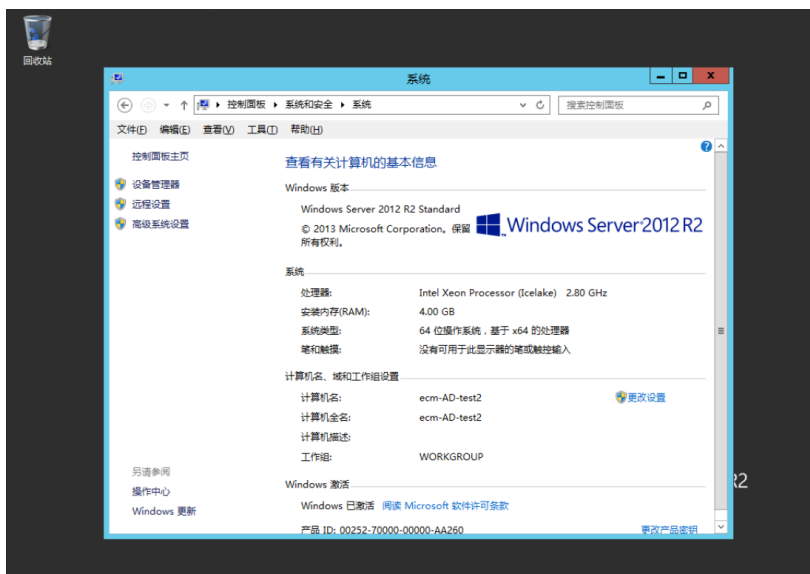 回收站
系统
控制面板 系统和安全 系统
搜索控制面板
文件(F) 编辑(E) 查看(V) 工具(T) 帮助(H)
控制面板主页
设备管理器
远程设置
高级系统设置
查看有关计算机的基本信息
Windows 版本
Windows Server 2012 R2 Standard
© 2013 Microsoft Corporation。保留
所有权利。
Windows Server 2012 R2
系统
处理器: Intel Xeon Processor (Icelake) 2.80 GHz
安装内存(RAM): 4.00 GB
系统类型: 64 位操作系统，基于 x64 的处理器
笔和触摸: 没有可用于此显示器的笔或触控输入
计算机名、域和工作组设置
计算机名: ecm-AD-test2 更改设置
计算机全名: ecm-AD-test2
计算机描述:
工作组: WORKGROUP
Windows 激活
Windows 已激活 阅读 Microsoft 软件许可条款
产品 ID: 00252-70000-00000-AA260 更改产品密钥
另请参阅
操作中心
Windows 更新
R2